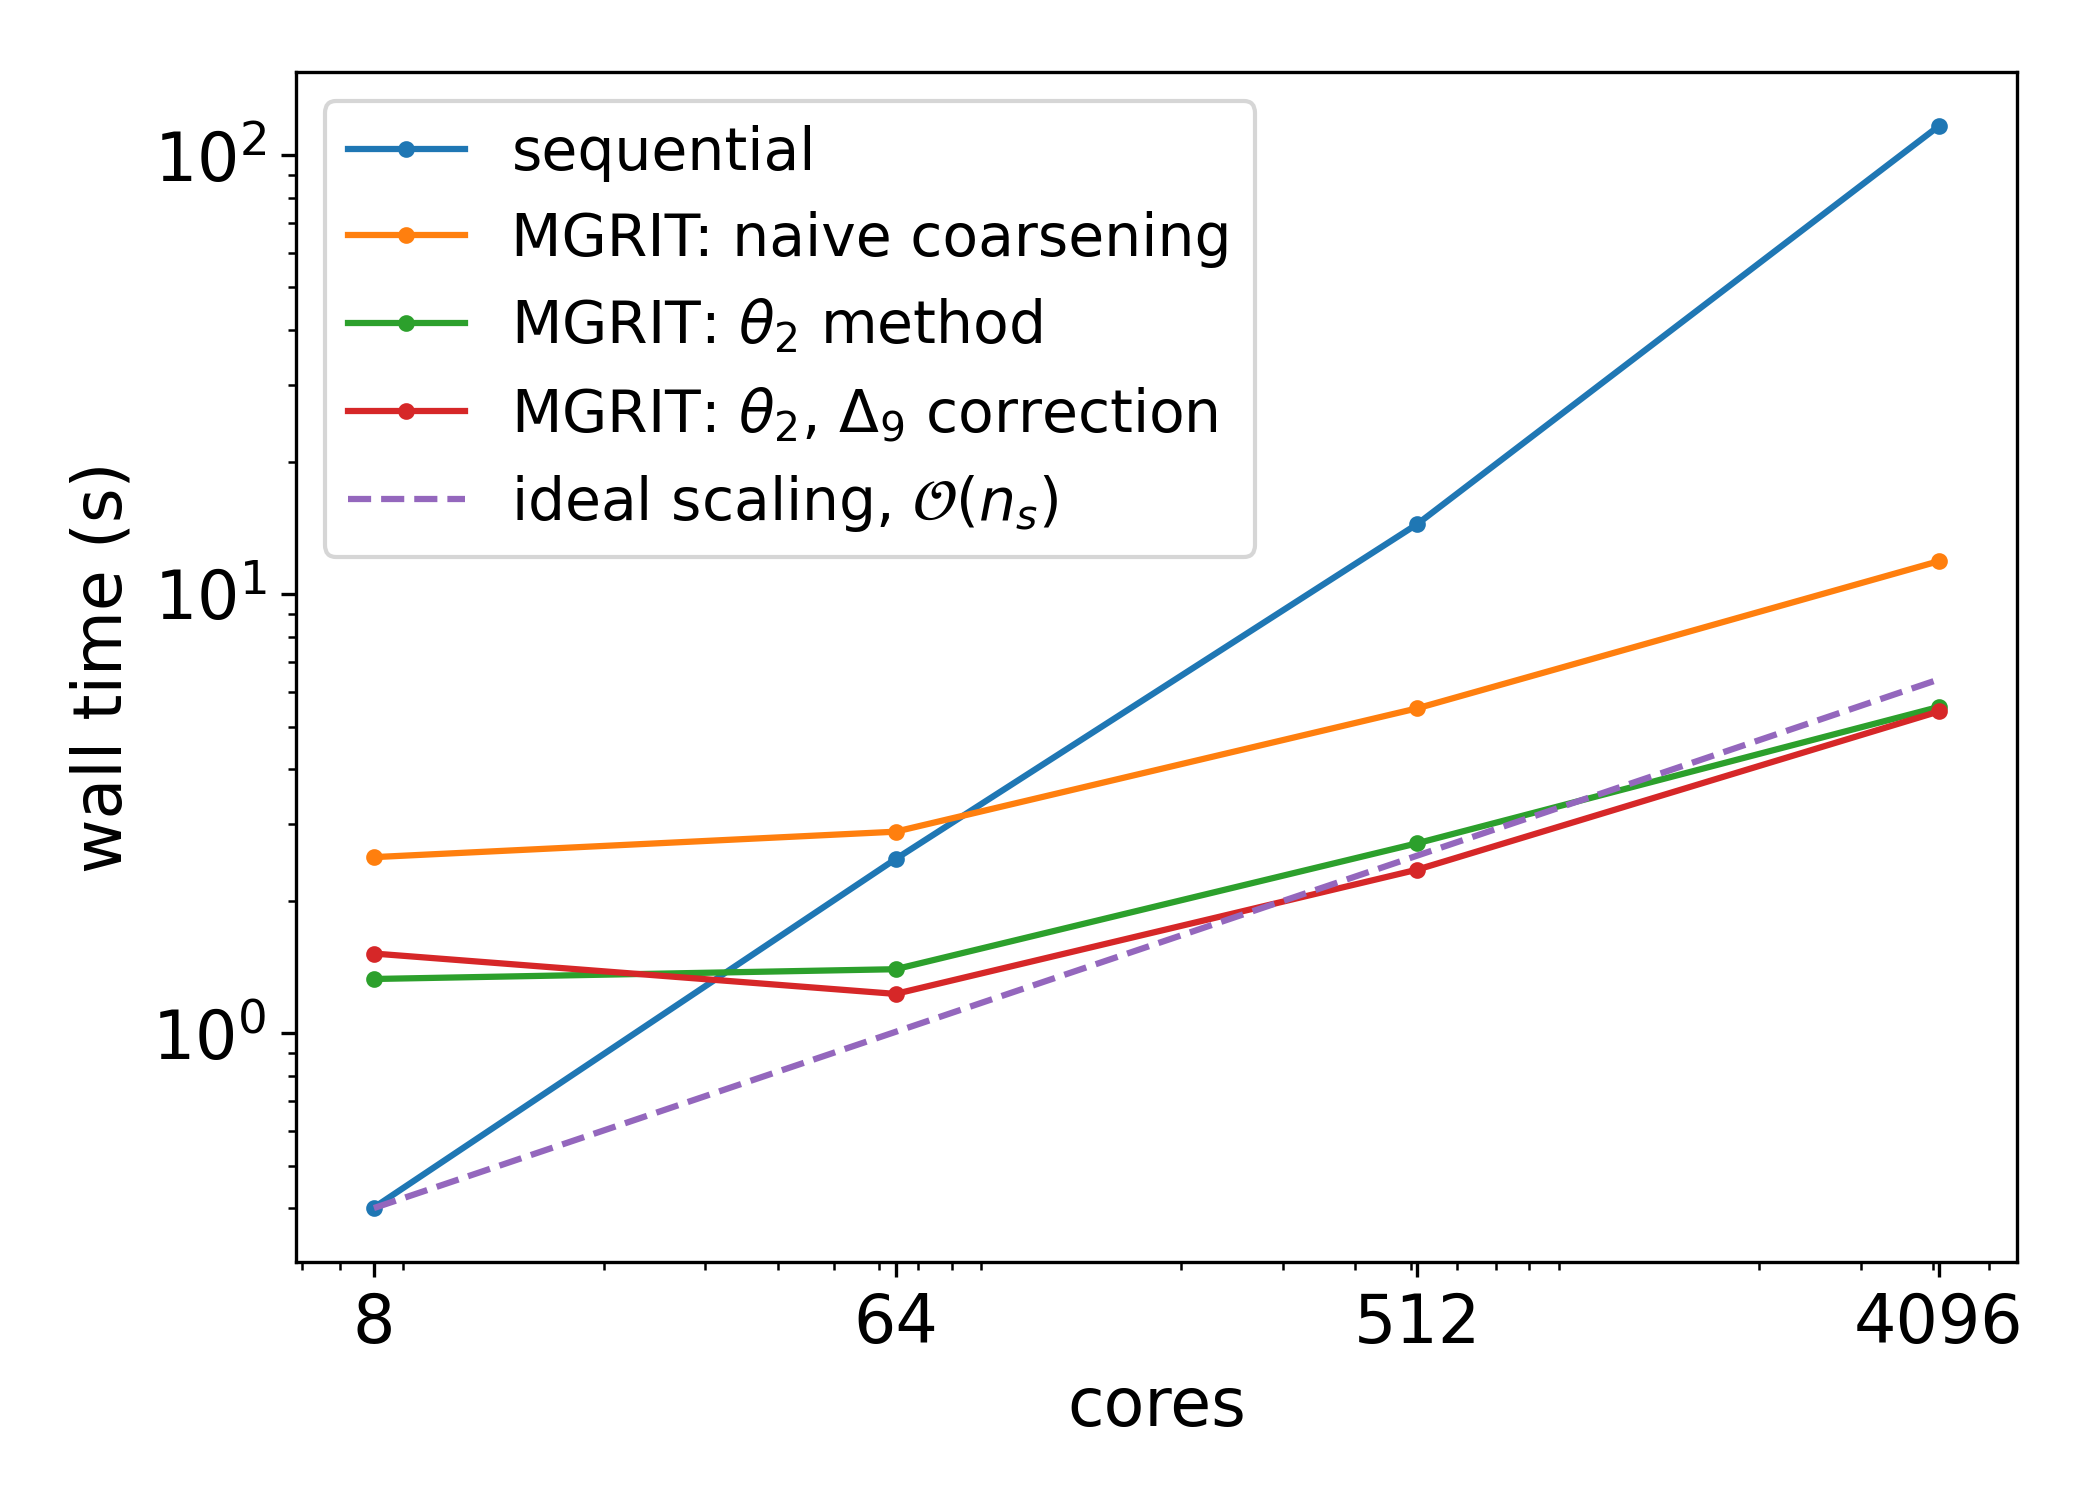 sequential
MGRIT: naive coarsening
MGRIT: θ₂ method
MGRIT: θ₂, Δ₉ correction
ideal scaling, 𝒪(nₛ)
10²
10¹
10⁰
wall time (s)
8 64 512 4096
cores